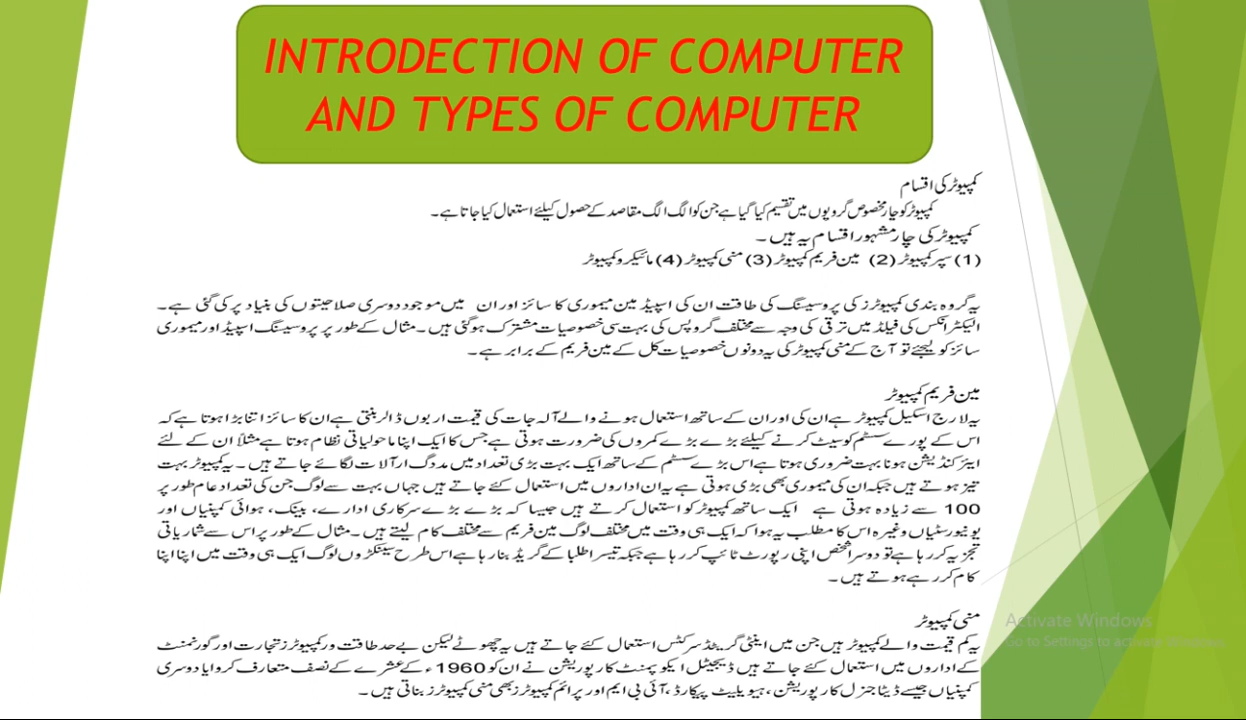 INTRODECTION OF COMPUTER
AND TYPES OF COMPUTER
کمپیوٹر کی اقسام
کمپیوٹر کو چار مخصوص گروپوں میں تقسیم کیا گیا ہے جن کو الگ الگ مقاصد کے حصول کیلئے استعمال کیا جاتا ہے۔
کمپیوٹر کی چار مشہور اقسام یہ ہیں ۔
(1) سپر کمپیوٹر (2) مین فریم کمپیوٹر (3) منی کمپیوٹر (4) مائیکرو کمپیوٹر
یہ گروہ بندی کمپیوٹرز کی پروسیسنگ کی طاقت ان کی اسپیڈ مین میموری کا سائز اور ان میں موجود دوسری صلاحیتوں کی بنیاد پر کی گئی ہے۔
الیکٹرانکس کی فیلڈ میں ترقی کی وجہ سے مختلف گروپس کی بہت سی خصوصیات مشترک ہوگئی ہیں ۔ مثال کے طور پر پروسیسنگ اسپیڈ اور میموری
سائز کو لیجئے تو آج کے منی کمپیوٹر کی یہ دونوں خصوصیات کل کے مین فریم کے برابر ہے ۔
مین فریم کمپیوٹر
یہ لارج اسکیل کمپیوٹر ہے ان کی اور ان کے ساتھ استعمال ہونے والے آلہ جات کی قیمت اربوں ڈالر بنتی ہے ان کا سائز اتنا بڑا ہوتا ہے کہ
اس کے پورے سسٹم کو سیٹ کرنے کیلئے بڑے بڑے کمروں کی ضرورت ہوتی ہے جس کا ایک اپنا ماحولیاتی نظام ہوتا ہے مثلاً ان کے لئے
ایئر کنڈیشن ہونا بہت ضروری ہوتا ہے اس بڑے سسٹم کے ساتھ ایک بہت بڑی تعداد میں مددگار آلات لگائے جاتے ہیں ۔ یہ کمپیوٹر بہت
تیز ہوتے ہیں جبکہ ان کی میموری بھی بڑی ہوتی ہے یہ ان اداروں میں استعمال کئے جاتے ہیں جہاں بہت سے لوگ جن کی تعداد عام طور پر
100 سے زیادہ ہوتی ہے ایک ساتھ کمپیوٹر کو استعمال کرتے ہیں جیسا کہ بڑے بڑے سرکاری ادارے، بینک، ہوائی کمپنیاں اور
یونیورسٹیاں وغیرہ اس کا مطلب یہ ہوا کہ ایک ہی وقت میں مختلف لوگ مین فریم سے مختلف کام لیتے ہیں ۔ مثال کے طور پر اس سے شماریاتی
تجزیہ کر رہا ہے تو دوسرا شخص اپنی رپورٹ ٹائپ کر رہا ہے جبکہ تیسرا طلبا کے گریڈ بنا رہا ہے اس طرح سینکڑوں لوگ ایک ہی وقت میں اپنا اپنا
کام کر رہے ہوتے ہیں ۔
منی کمپیوٹر
یہ کم قیمت والے کمپیوٹر ہیں جن میں اینٹی گریٹڈ سرکٹس استعمال کئے جاتے ہیں یہ چھوٹے لیکن بے حد طاقت ور کمپیوٹرز تجارت اور گورنمنٹ
کے اداروں میں استعمال کئے جاتے ہیں ڈیجیٹل ایکو پمنٹ کارپوریشن نے ان کو 1960ء کے عشرے کے نصف متعارف کروایا دوسری
کمپنیاں جیسے ڈیٹا جنرل کارپوریشن ، ہیولیٹ پیکارڈ، آئی بی ایم اور پرائم کمپیوٹرز بھی منی کمپیوٹرز بناتی ہیں ۔
Activate Windows
Go to Settings to activate Windows.